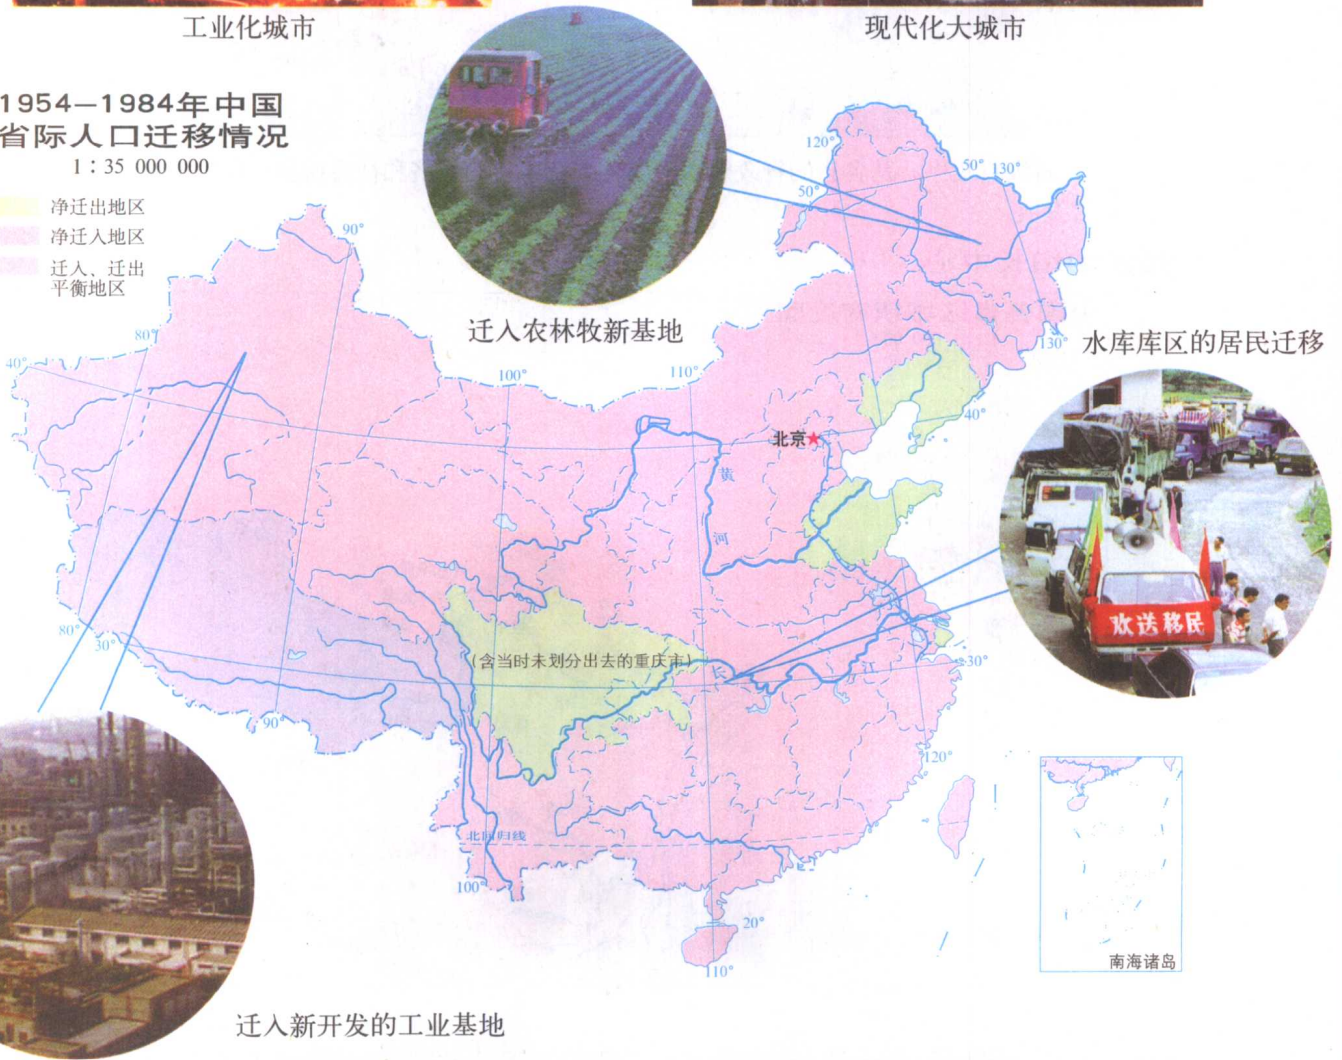 工业化城市
现代化大城市
1954—1984年中国
省际人口迁移情况
1：35 000 000
净迁出地区
净迁入地区
迁入、迁出
平衡地区
迁入农林牧新基地
水库库区的居民迁移
欢送移民
120°
50°
50°
130°
90°
80°
40°
100°
110°
130°
40°
北京
黄
河
80°
30°
(含当时未划分出去的重庆市)
长
江
30°
90°
120°
北回归线
100°
20°
110°
南海诸岛
迁入新开发的工业基地